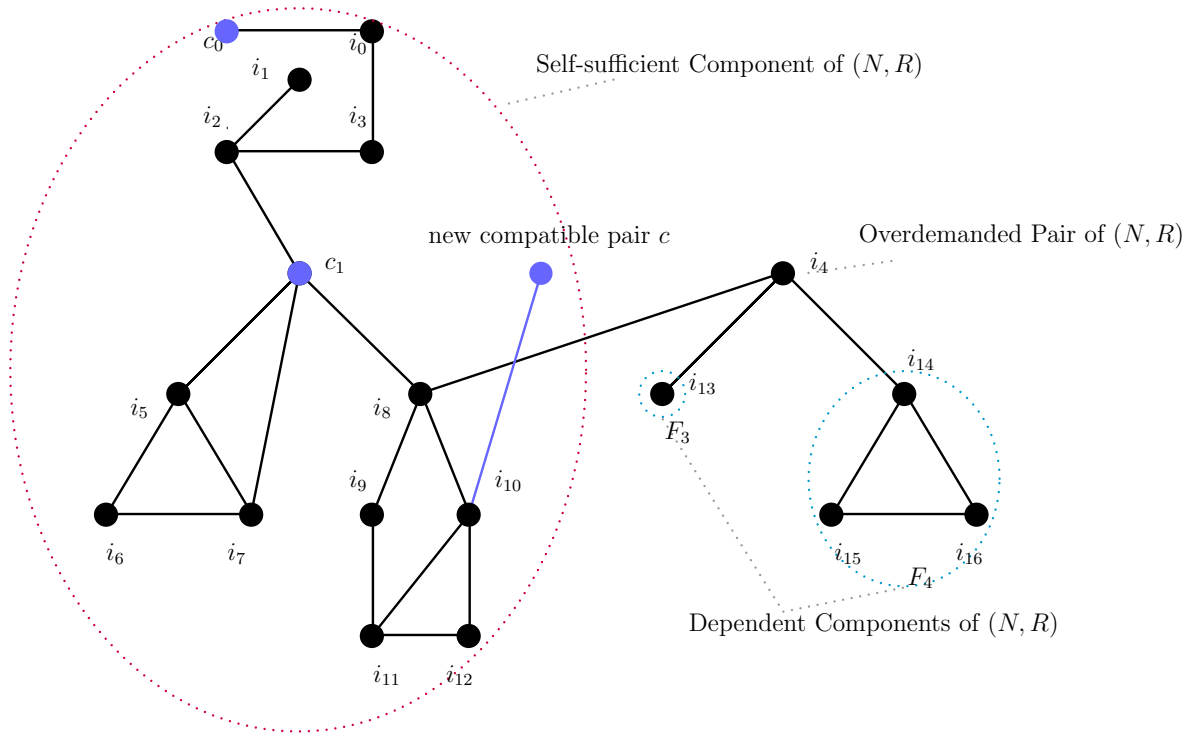 c₀
i₀
Self-sufficient Component of (N, R)
i₁
i₂
i₃
new compatible pair c
Overdemanded Pair of (N, R)
c₁
i₄
i₁₄
i₁₃
i₅
i₈
F₃
i₉
i₁₀
i₆
i₇
i₁₅
i₁₆
F₄
Dependent Components of (N, R)
i₁₁
i₁₂